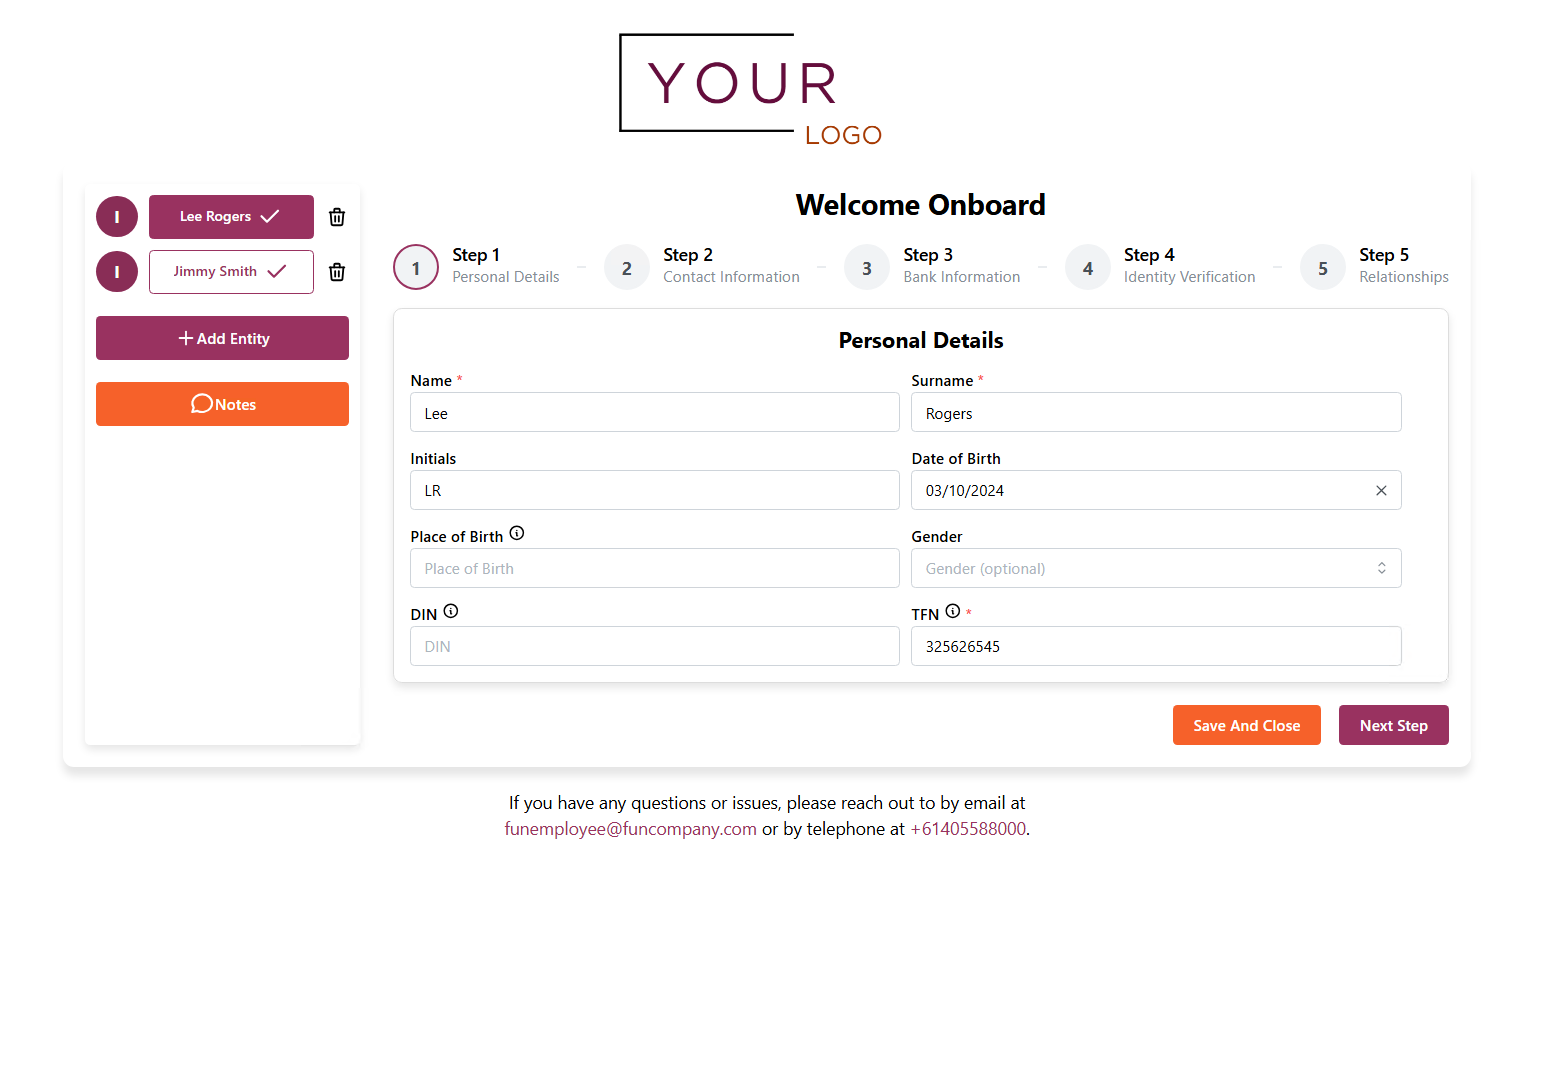 YOUR
LOGO
I
Lee Rogers
I
Jimmy Smith
Add Entity
Notes
Welcome Onboard
1
Step 1
Personal Details
2
Step 2
Contact Information
3
Step 3
Bank Information
4
Step 4
Identity Verification
5
Step 5
Relationships
Personal Details
Name *
Surname *
Lee
Rogers
Initials
Date of Birth
LR
03/10/2024
Place of Birth
Gender
Place of Birth
Gender (optional)
DIN
TFN *
DIN
325626545
Save And Close
Next Step
If you have any questions or issues, please reach out to by email at
funemployee@funcompany.com or by telephone at +61405588000.